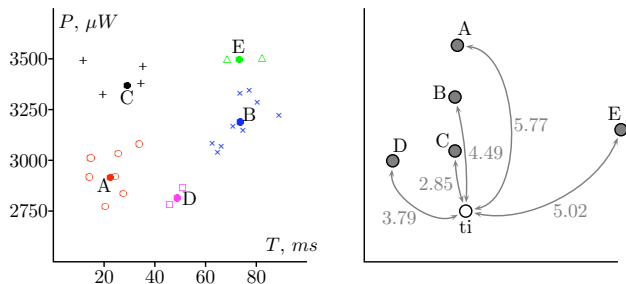 P, μW
3500
3250
3000
2750
20
40
60
80
T, ms
A
B
C
D
E
A
B
C
D
E
ti
5.77
4.49
2.85
3.79
5.02